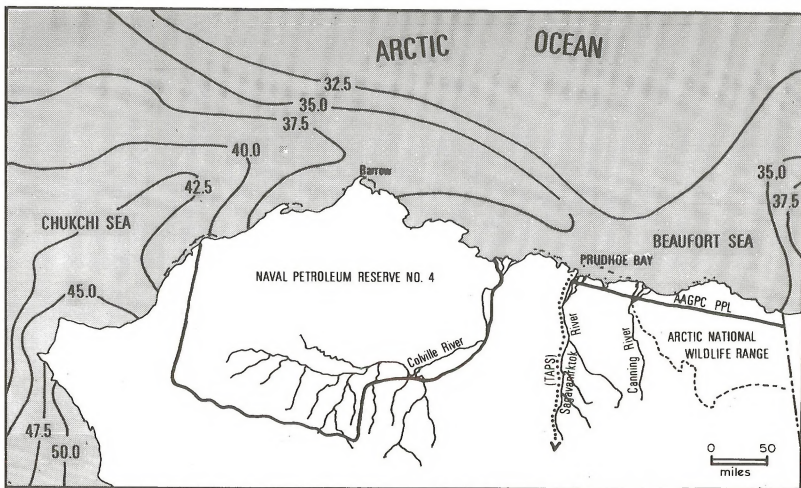 ARCTIC OCEAN
32.5
35.0
37.5
40.0
42.5
35.0
37.5
Barrow
CHUKCHI SEA
BEAUFORT SEA
PRUDHOE BAY
NAVAL PETROLEUM RESERVE NO. 4
45.0
AAGPC PPL
Colville River
(TAPS)
Sagavanirktok River
Canning River
ARCTIC NATIONAL
WILDLIFE RANGE
47.5
50.0
0 50
miles